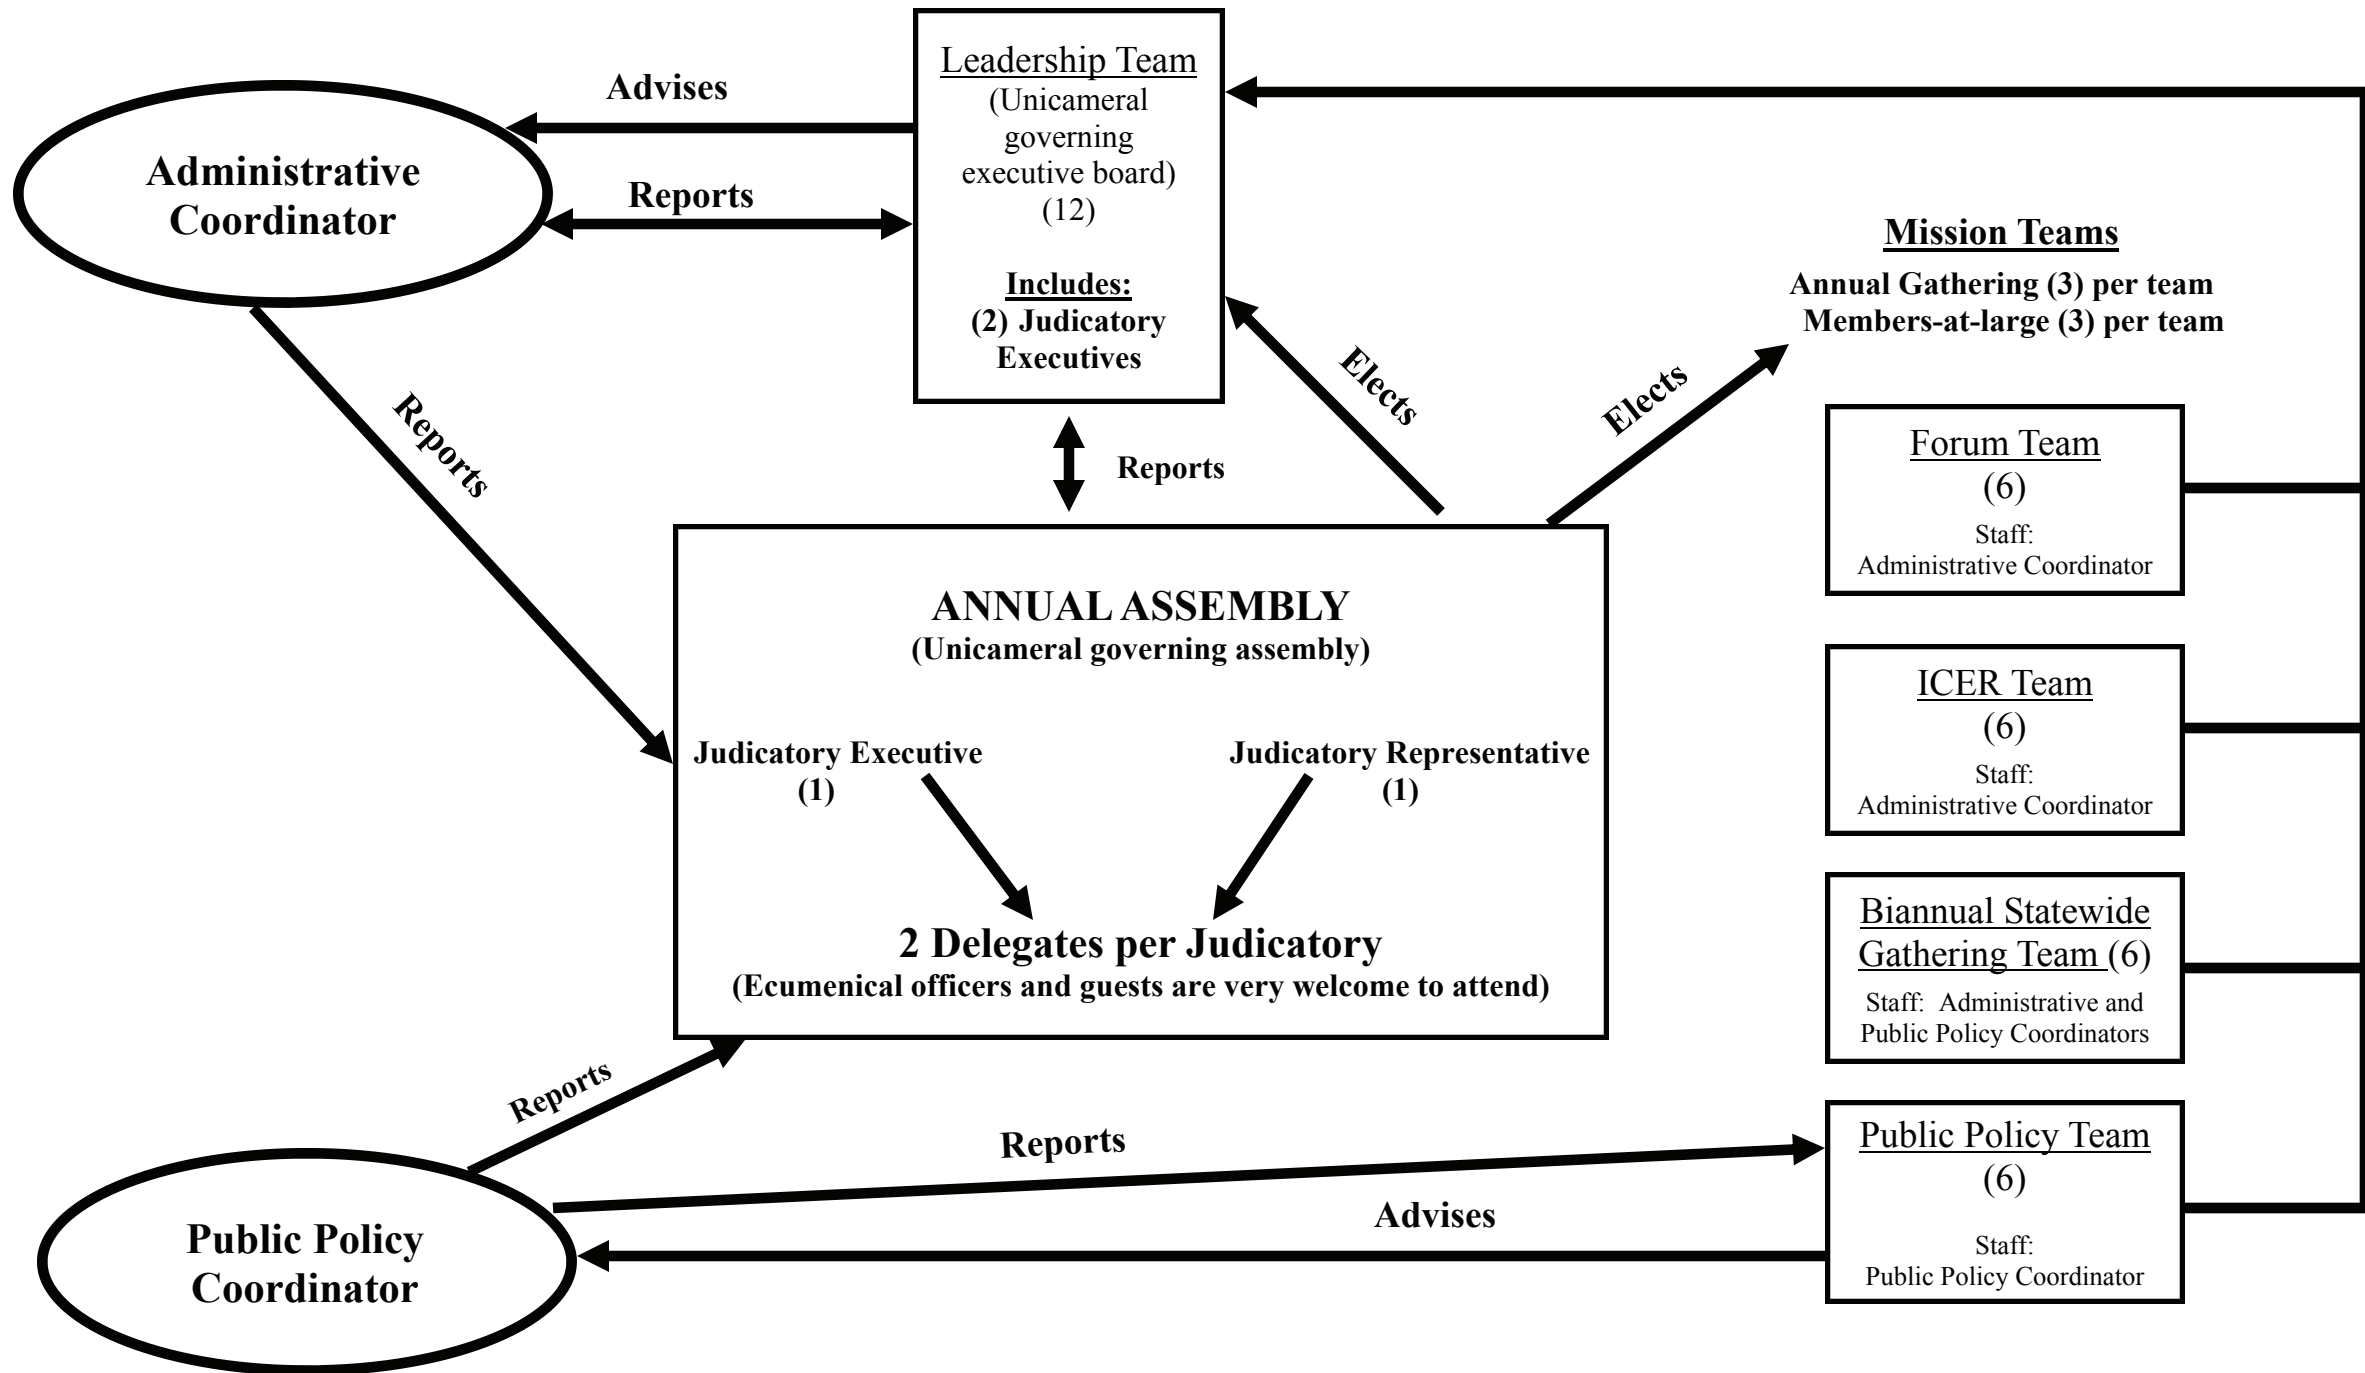 Leadership Team
(Unicameral
governing
executive board)
(12)
Includes:
(2) Judicatory
Executives
Advises
Reports
Administrative
Coordinator
Reports
Reports
Elects
Elects
Mission Teams
Annual Gathering (3) per team
Members-at-large (3) per team
Forum Team
(6)
Staff:
Administrative Coordinator
ICER Team
(6)
Staff:
Administrative Coordinator
Biannual Statewide
Gathering Team (6)
Staff: Administrative and
Public Policy Coordinators
Public Policy Team
(6)
Staff:
Public Policy Coordinator
ANNUAL ASSEMBLY
(Unicameral governing assembly)
Judicatory Executive
(1)
Judicatory Representative
(1)
2 Delegates per Judicatory
(Ecumenical officers and guests are very welcome to attend)
Reports
Reports
Advises
Public Policy
Coordinator